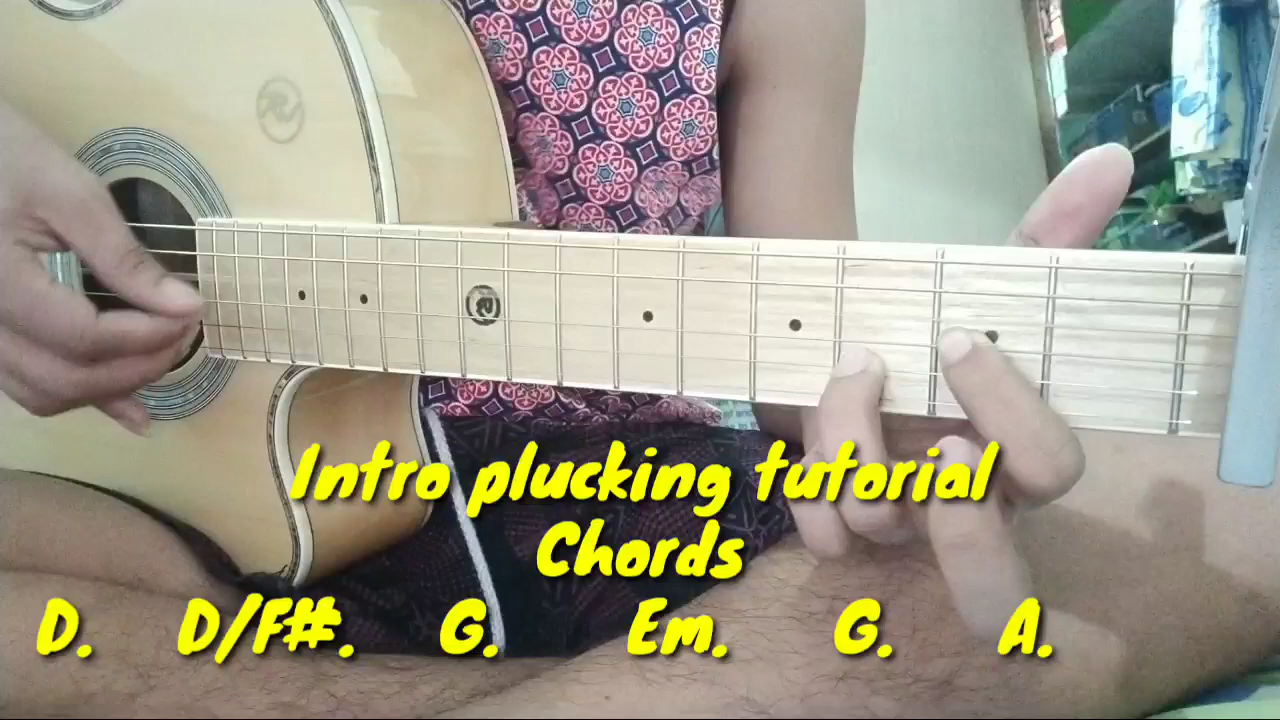 Intro plucking tutorial
Chords
D. D/F#. G. Em. G. A.